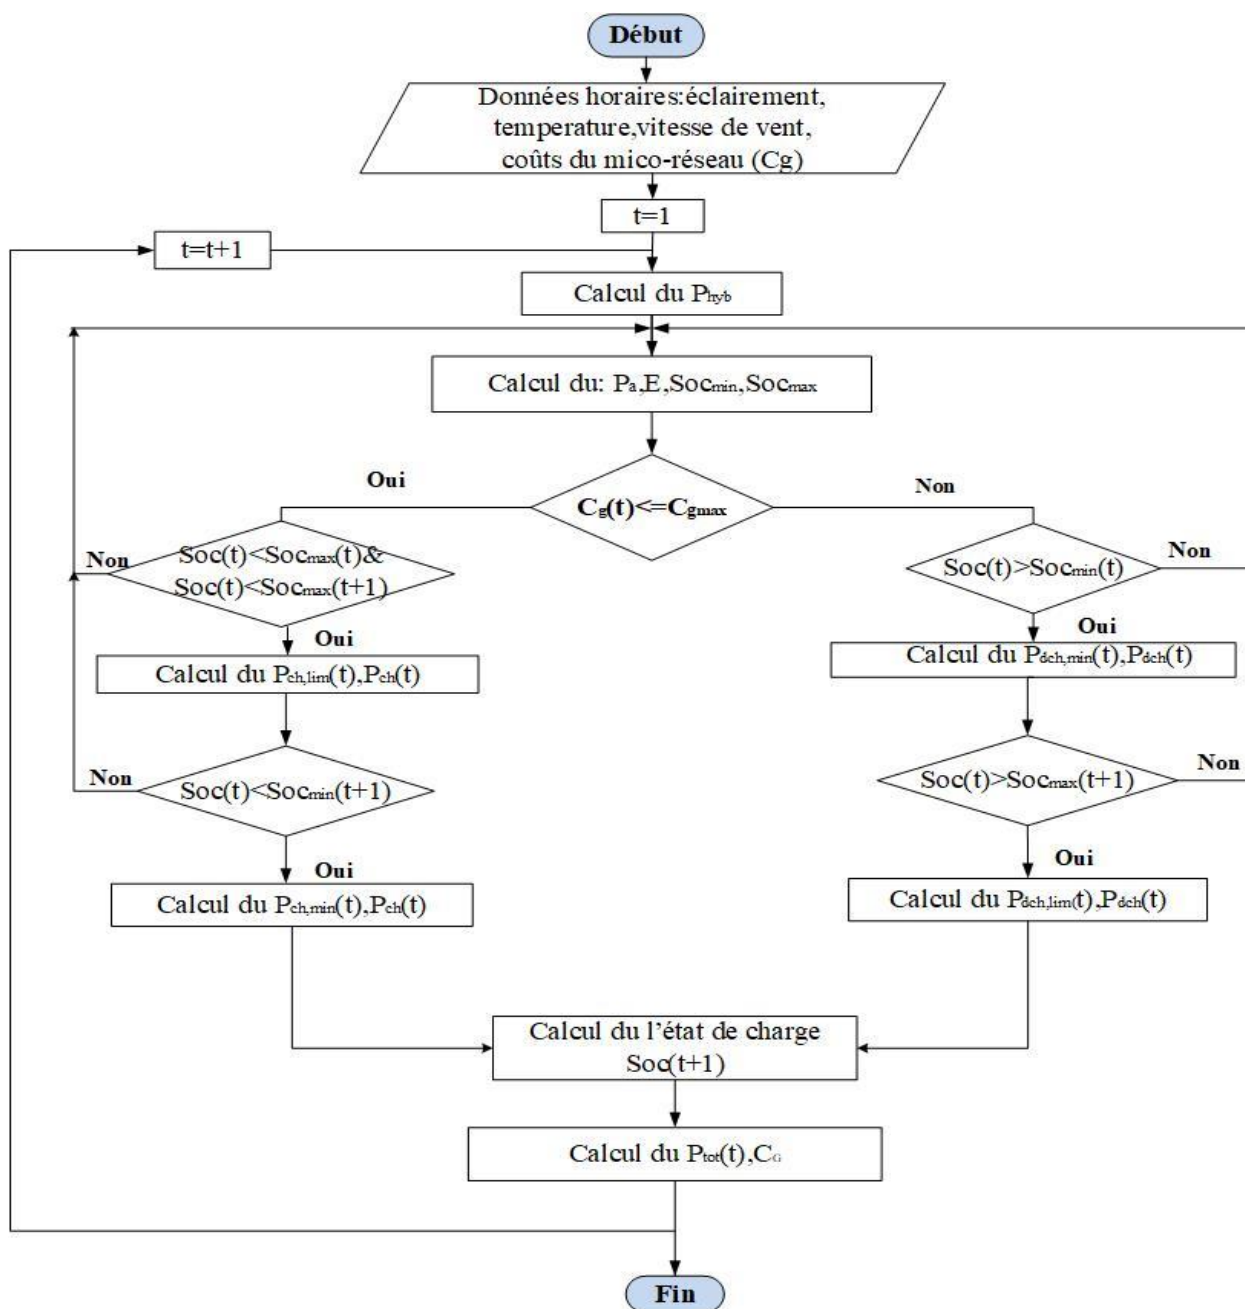 Début
Données horaires:éclairement,
temperature,vitesse de vent,
coûts du mico-réseau (Cg)
t=1
t=t+1
Calcul du Phyb
Calcul du: Pa,E,Socmin,Socmax
Oui
Non
Cg(t)<=Cgmax
Non
Soc(t)<Socmax(t)&
Soc(t)<Socmax(t+1)
Soc(t)>Socmin(t)
Non
Oui
Oui
Calcul du Pch,lim(t),Pch(t)
Calcul du Pdch,min(t),Pdch(t)
Non
Soc(t)<Socmin(t+1)
Soc(t)>Socmax(t+1)
Non
Oui
Oui
Calcul du Pch,min(t),Pch(t)
Calcul du Pdch,lim(t),Pdch(t)
Calcul du l’état de charge
Soc(t+1)
Calcul du Ptot(t),CG
Fin